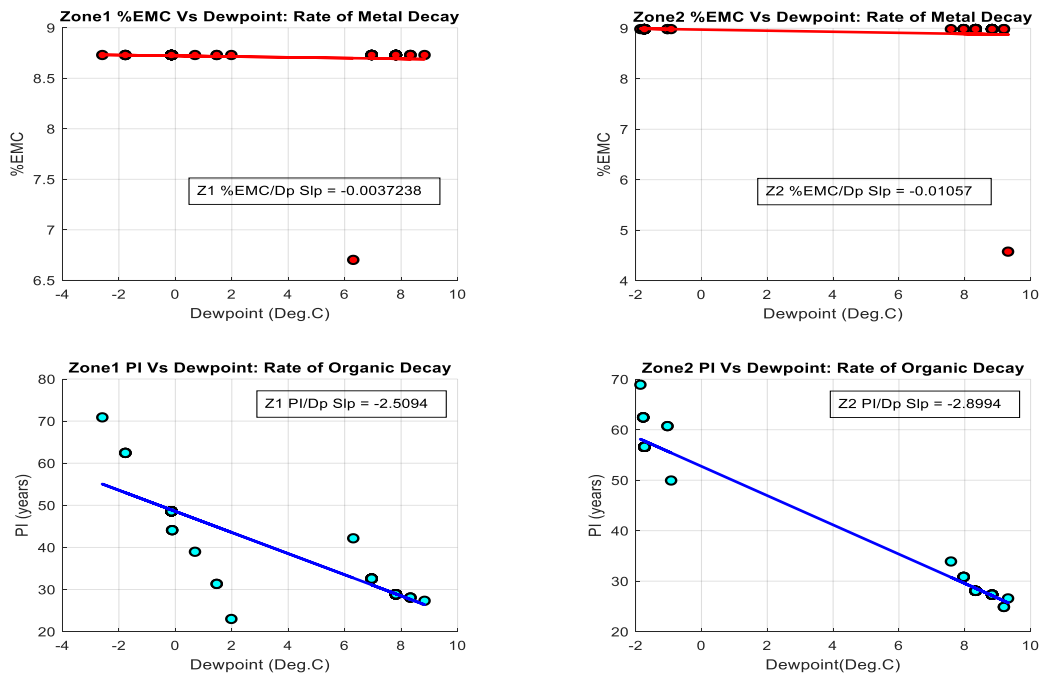 Zone1 %EMC Vs Dewpoint: Rate of Metal Decay
9
8.5
8
7.5
7
6.5
%EMC
Z1 %EMC/Dp Slp = -0.0037238
-4 -2 0 2 4 6 8 10
Dewpoint (Deg.C)
Zone2 %EMC Vs Dewpoint: Rate of Metal Decay
9
8
7
6
5
4
%EMC
Z2 %EMC/Dp Slp = -0.01057
-2 0 2 4 6 8 10
Dewpoint (Deg.C)
Zone1 PI Vs Dewpoint: Rate of Organic Decay
80
70
60
50
40
30
20
PI (years)
Z1 PI/Dp Slp = -2.5094
-4 -2 0 2 4 6 8 10
Dewpoint (Deg.C)
Zone2 PI Vs Dewpoint: Rate of Organic Decay
70
60
50
40
30
20
PI (years)
Z2 PI/Dp Slp = -2.8994
-2 0 2 4 6 8 10
Dewpoint(Deg.C)